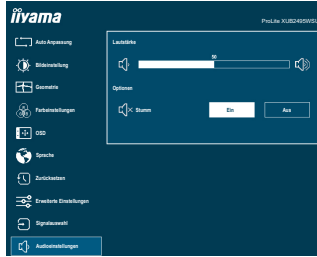 iiyama
ProLite XUB2495WSU
Auto Anpassung
Bildeinstellung
Geometrie
Farbeinstellungen
OSD
Sprache
Zurücksetzen
Erweiterte Einstellungen
Signalauswahl
Audioeinstellungen
Lautstärke
50
Optionen
Stumm
Ein
Aus